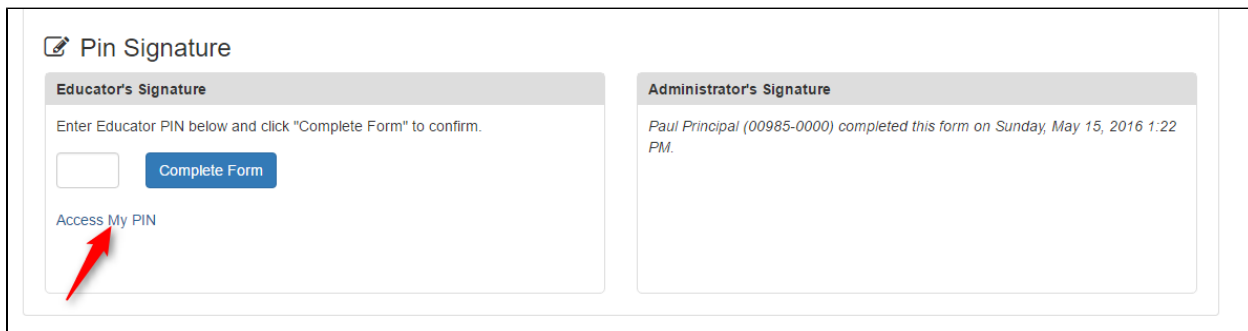 Pin Signature
Educator's Signature
Enter Educator PIN below and click "Complete Form" to confirm.
Complete Form
Access My PIN
Administrator's Signature
Paul Principal (00985-0000) completed this form on Sunday, May 15, 2016 1:22
PM.